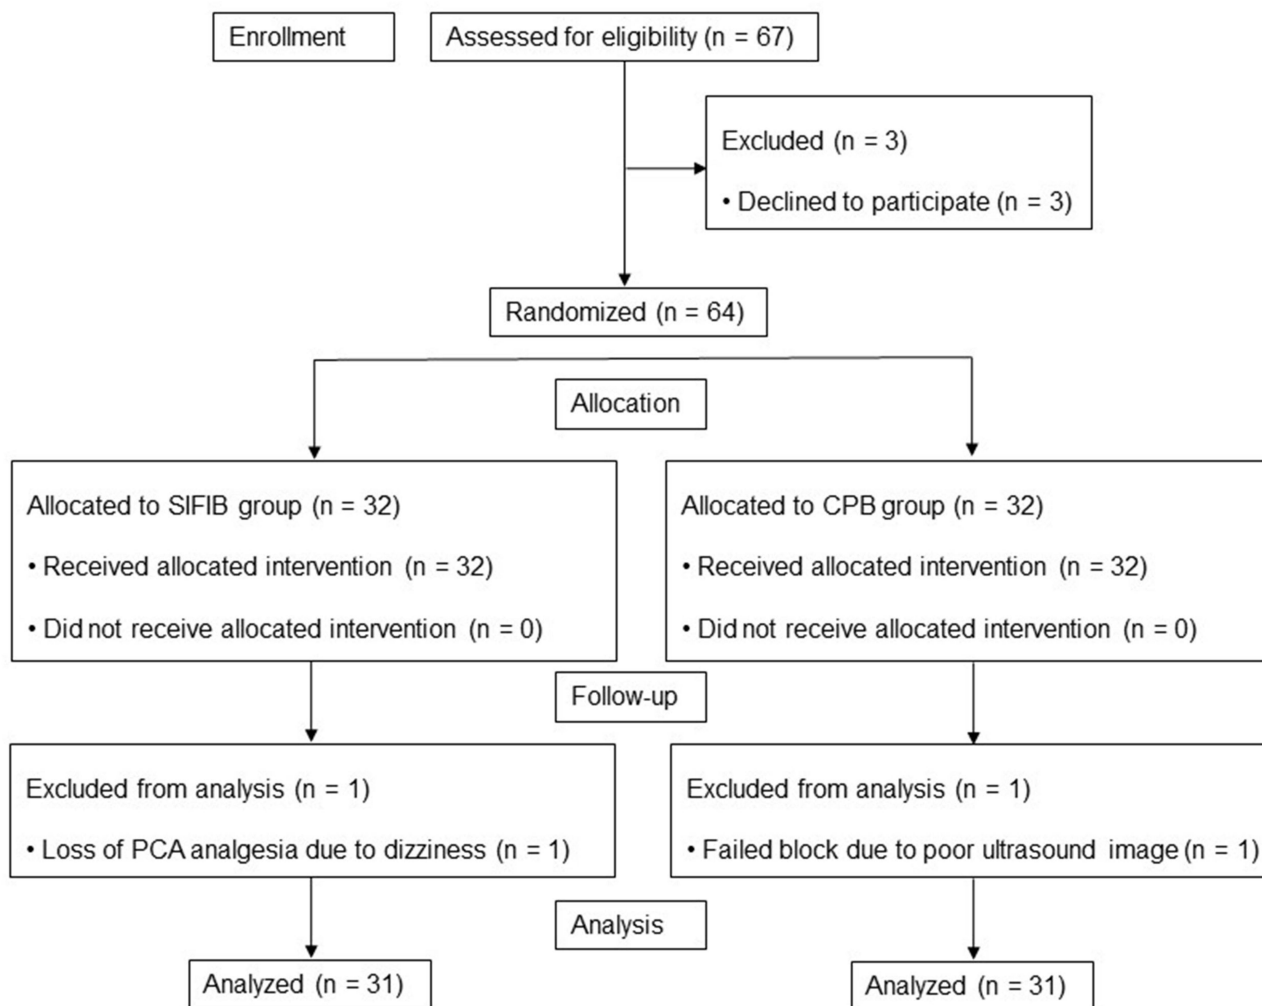 Enrollment
Assessed for eligibility (n = 67)
Excluded (n = 3)
• Declined to participate (n = 3)
Randomized (n = 64)
Allocation
Allocated to SIFIB group (n = 32)
• Received allocated intervention (n = 32)
• Did not receive allocated intervention (n = 0)
Allocated to CPB group (n = 32)
• Received allocated intervention (n = 32)
• Did not receive allocated intervention (n = 0)
Follow-up
Excluded from analysis (n = 1)
• Loss of PCA analgesia due to dizziness (n = 1)
Excluded from analysis (n = 1)
• Failed block due to poor ultrasound image (n = 1)
Analysis
Analyzed (n = 31)
Analyzed (n = 31)